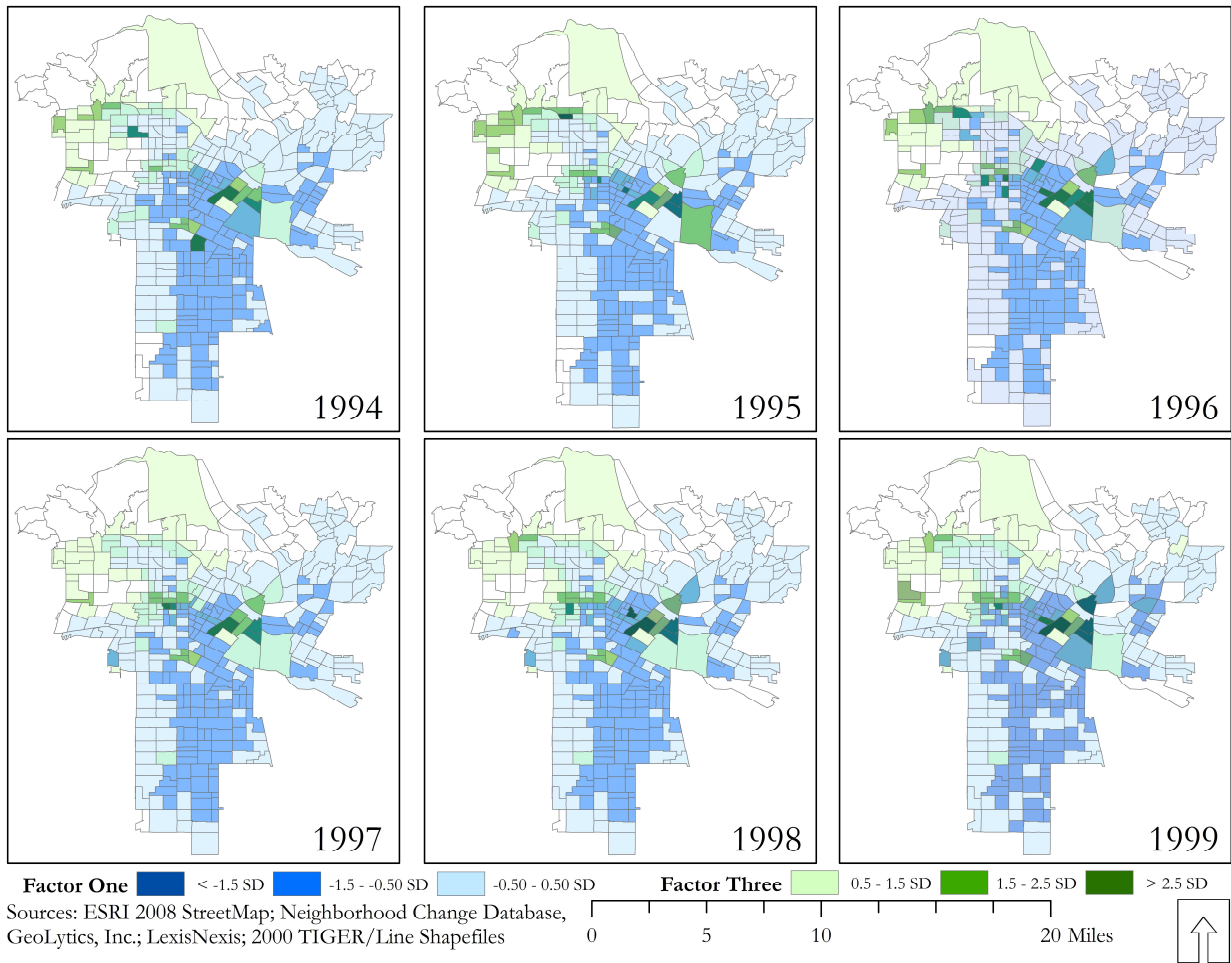 1994
1995
1996
1997
1998
1999
Factor One < -1.5 SD -1.5 - -0.50 SD -0.50 - 0.50 SD Factor Three 0.5 - 1.5 SD 1.5 - 2.5 SD > 2.5 SD
Sources: ESRI 2008 StreetMap; Neighborhood Change Database,
GeoLytics, Inc.; LexisNexis; 2000 TIGER/Line Shapefiles
0 5 10 20 Miles